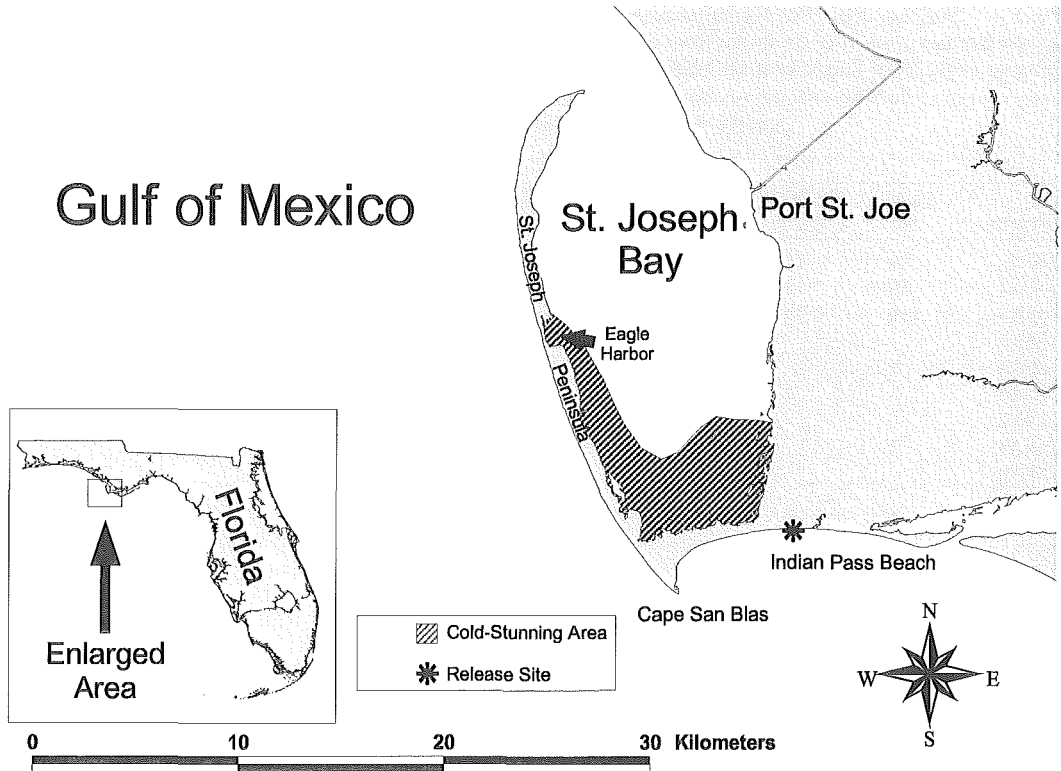 Gulf of Mexico
St. Joseph
Bay
Port St. Joe
St. Joseph
Peninsula
Eagle
Harbor
Indian Pass Beach
Cape San Blas
Florida
Enlarged
Area
Cold-Stunning Area
Release Site
N
W
E
S
0
10
20
30
Kilometers